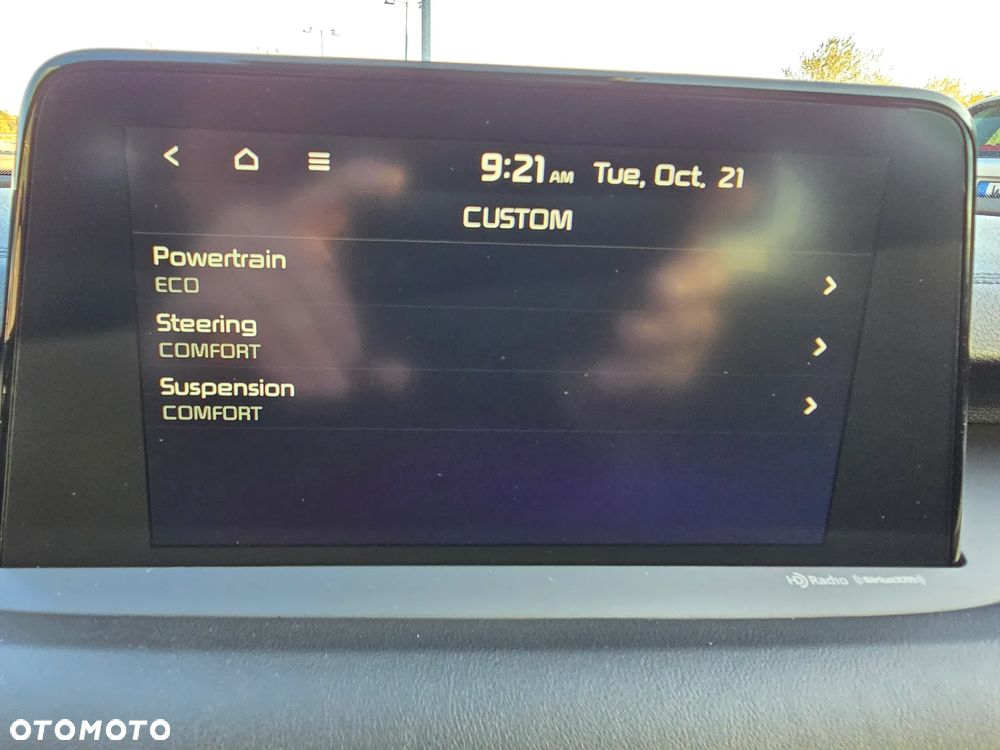 9:21 AM Tue, Oct. 21
CUSTOM
Powertrain
ECO
Steering
COMFORT
Suspension
COMFORT
HD Radio (SiriusXM)
OTOMOTO